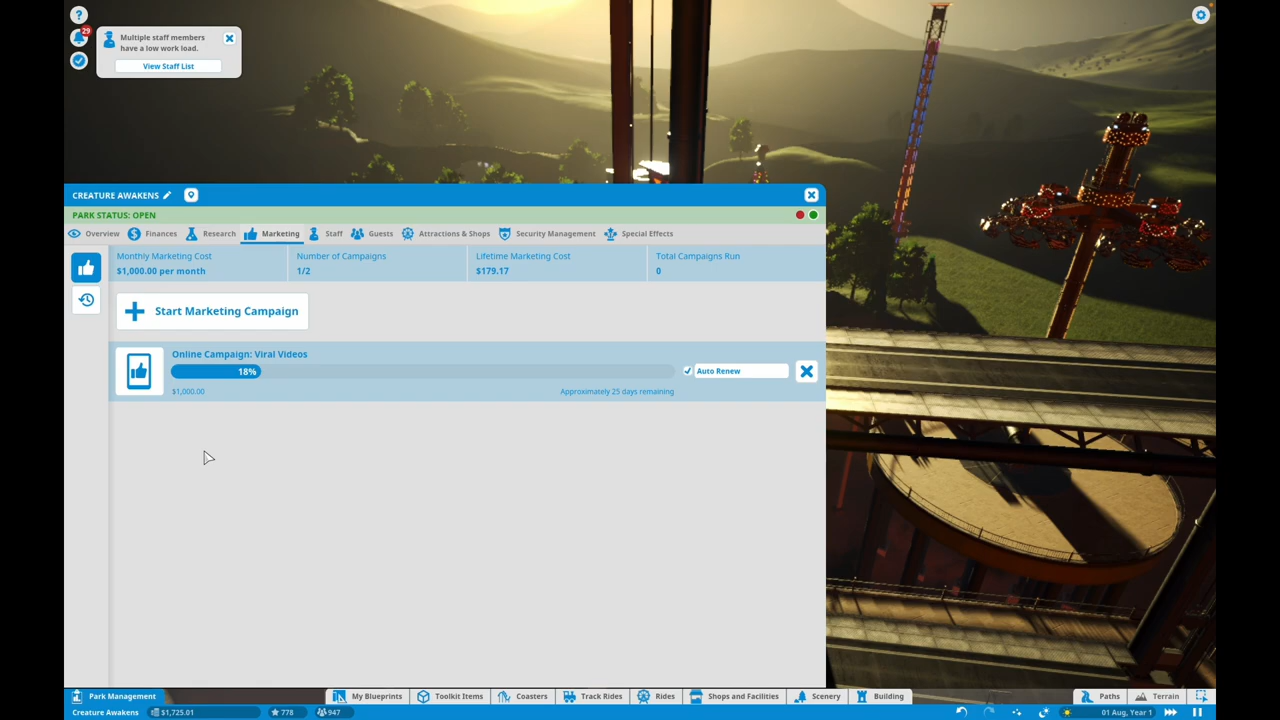 ?
29
Multiple staff members
have a low work load.
View Staff List
CREATURE AWAKENS
PARK STATUS: OPEN
Overview Finances Research Marketing Staff Guests Attractions & Shops Security Management Special Effects
Monthly Marketing Cost Number of Campaigns Lifetime Marketing Cost Total Campaigns Run
$1,000.00 per month 1/2 $179.17 0
Start Marketing Campaign
Online Campaign: Viral Videos
18% Auto Renew
$1,000.00 Approximately 25 days remaining
Park Management My Blueprints Toolkit Items Coasters Track Rides Rides Shops and Facilities Scenery Building Paths Terrain
Creature Awakens $1,725.01 778 947 01 Aug, Year 1